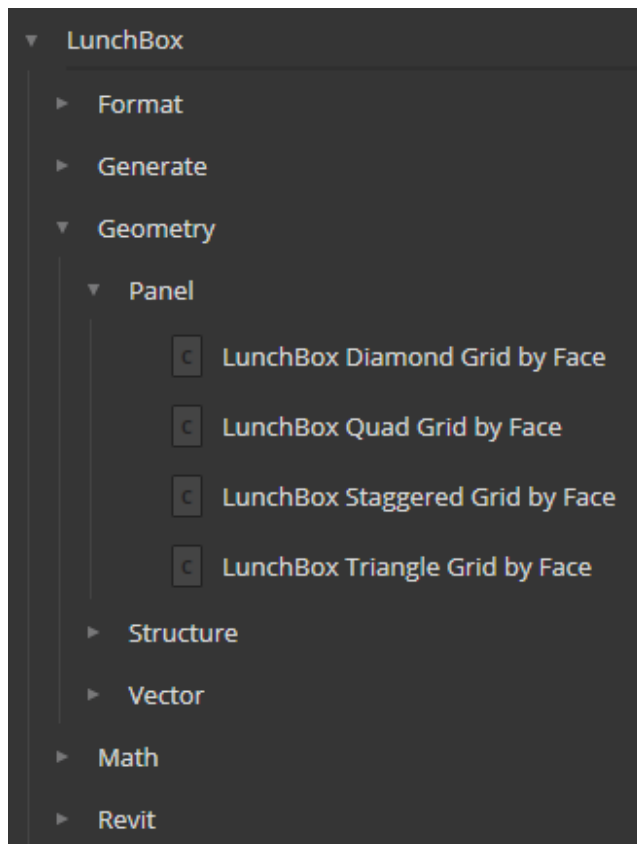 LunchBox
Format
Generate
Geometry
Panel
C LunchBox Diamond Grid by Face
C LunchBox Quad Grid by Face
C LunchBox Staggered Grid by Face
C LunchBox Triangle Grid by Face
Structure
Vector
Math
Revit